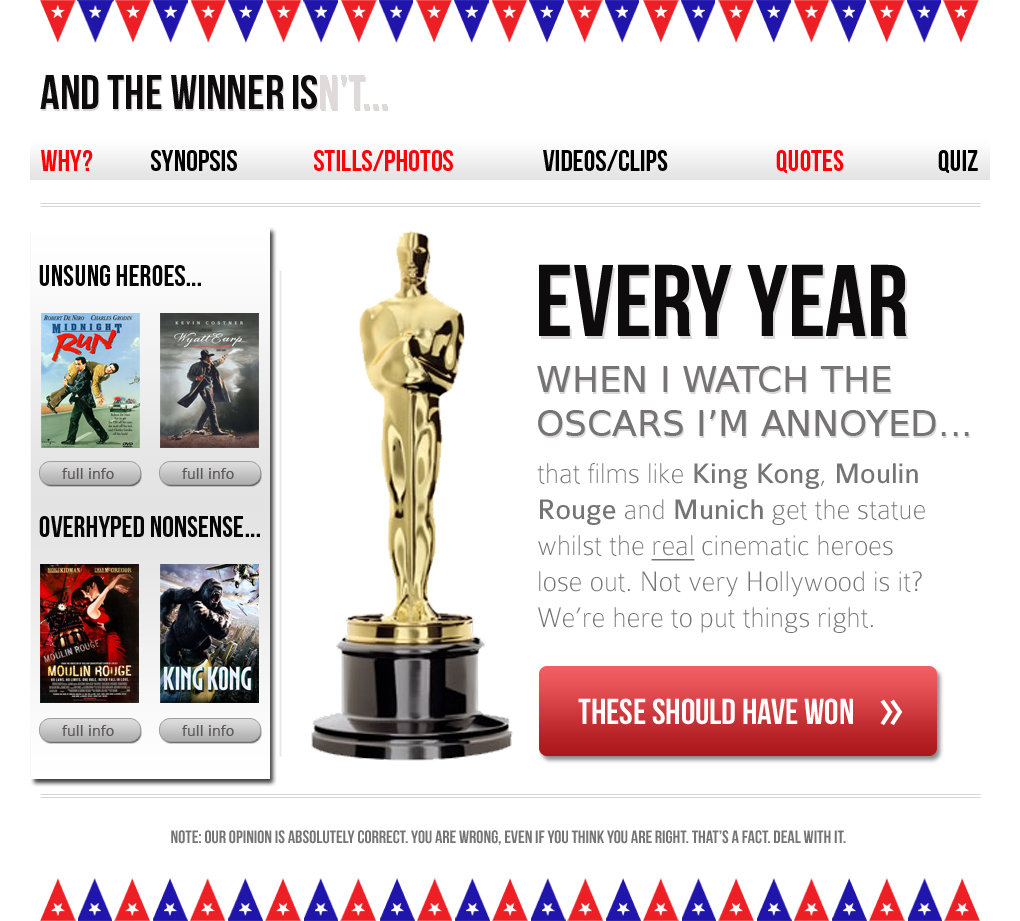 AND THE WINNER ISN'T...
WHY? SYNOPSIS STILLS/PHOTOS VIDEOS/CLIPS QUOTES QUIZ
UNSUNG HEROES...
ROBERT DE NIRO CHARLES GRODIN
MIDNIGHT
RUN
KEVIN COSTNER
Wyatt Earp
full info full info
OVERHYPED NONSENSE...
MOULIN ROUGE
MOULIN ROUGE
KING KONG
full info full info
EVERY YEAR
WHEN I WATCH THE
OSCARS I'M ANNOYED...
that films like King Kong, Moulin
Rouge and Munich get the statue
whilst the real cinematic heroes
lose out. Not very Hollywood is it?
We're here to put things right.
THESE SHOULD HAVE WON »
NOTE: OUR OPINION IS ABSOLUTELY CORRECT. YOU ARE WRONG, EVEN IF YOU THINK YOU ARE RIGHT. THAT'S A FACT. DEAL WITH IT.